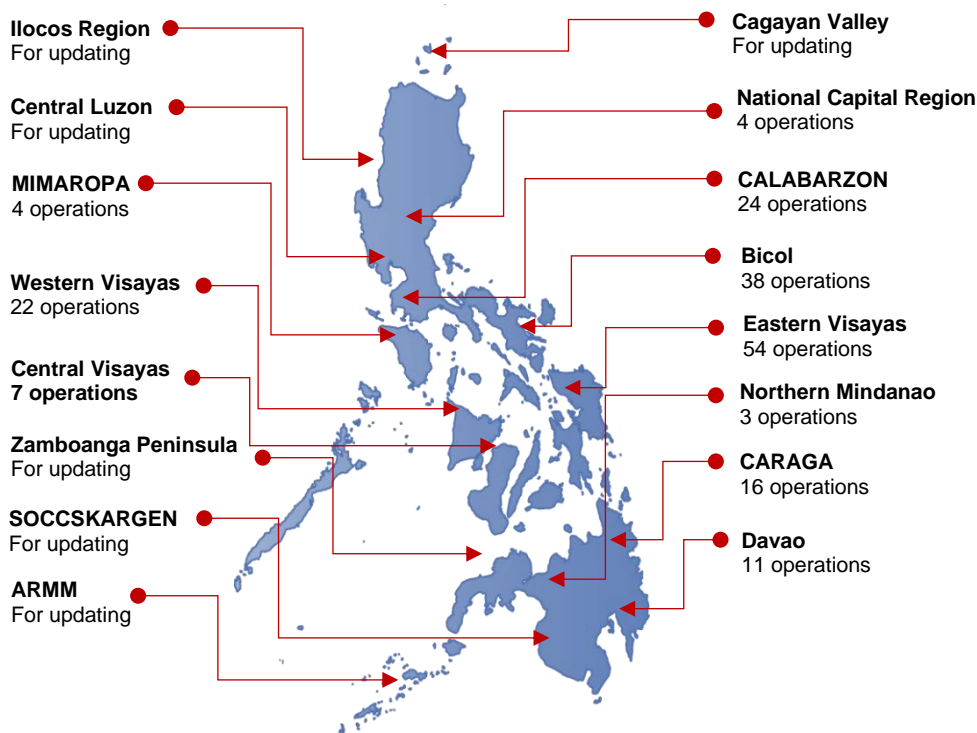 Ilocos Region
For updating
Central Luzon
For updating
MIMAROPA
4 operations
Western Visayas
22 operations
Central Visayas
7 operations
Zamboanga Peninsula
For updating
SOCCSKARGEN
For updating
ARMM
For updating
Cagayan Valley
For updating
National Capital Region
4 operations
CALABARZON
24 operations
Bicol
38 operations
Eastern Visayas
54 operations
Northern Mindanao
3 operations
CARAGA
16 operations
Davao
11 operations